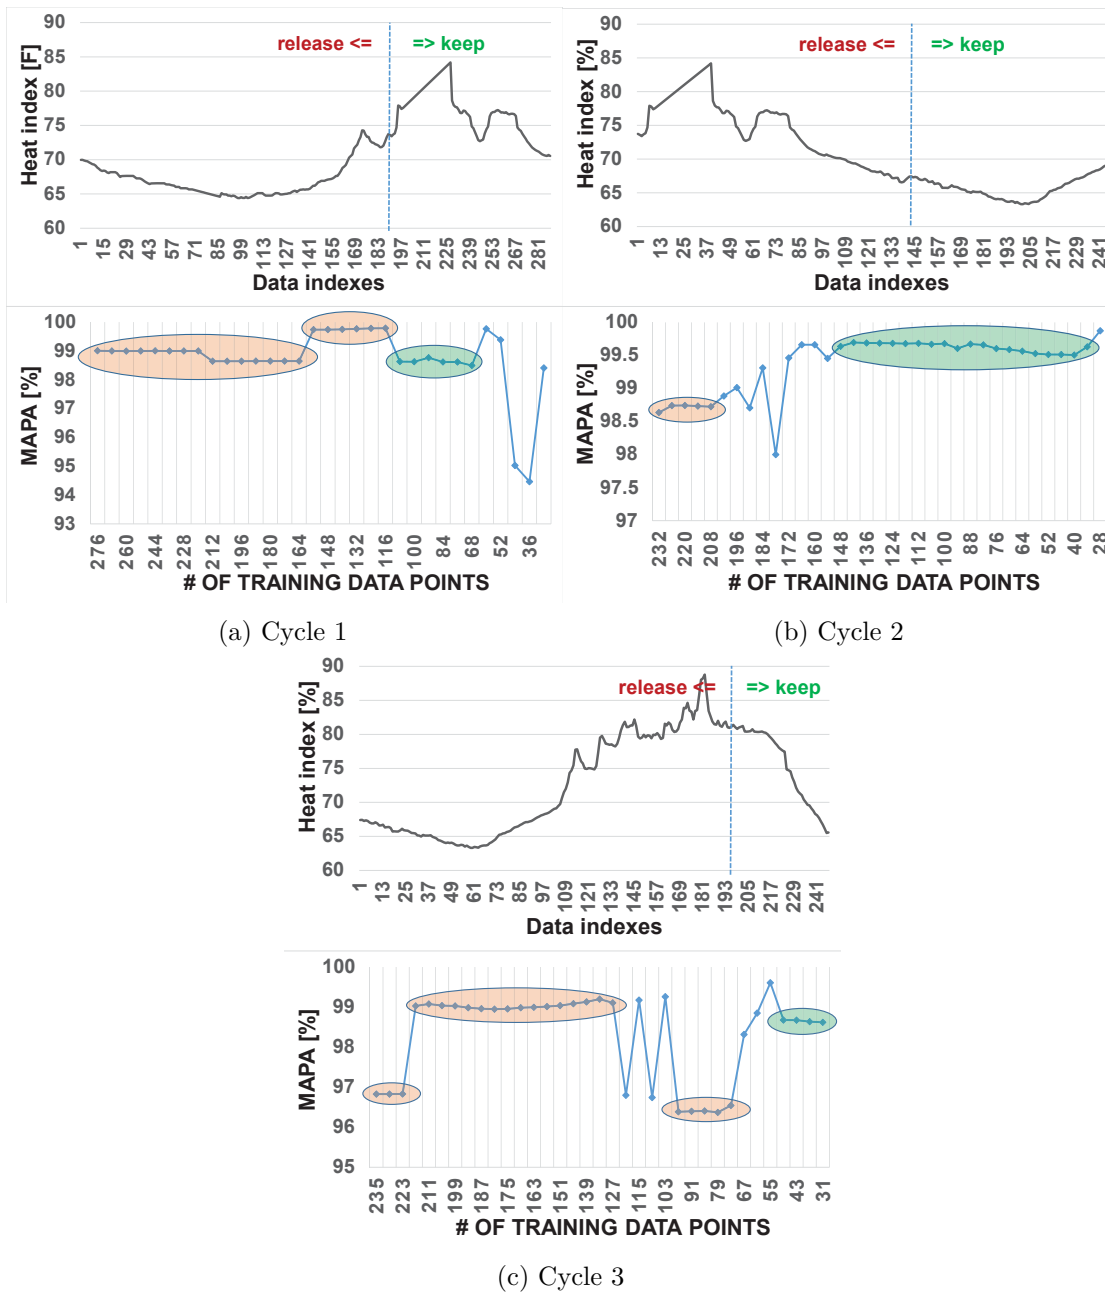 90
85
80
75
70
65
60
Heat index [F]
release <= => keep
1 15 29 43 57 71 85 99 113 127 141 155 169 183 197 211 225 239 253 267 281
Data indexes
100
99
98
97
96
95
94
93
MAPA [%]
276 260 244 228 212 196 180 164 148 132 116 100 84 68 52 36
# OF TRAINING DATA POINTS
(a) Cycle 1
90
85
80
75
70
65
60
Heat index [%]
release <= => keep
1 13 25 37 49 61 73 85 97 109 121 133 145 157 169 181 193 205 217 229 241
Data indexes
100
99.5
99
98.5
98
97.5
97
MAPA [%]
232 220 208 196 184 172 160 148 136 124 112 100 88 76 64 52 40 28
# OF TRAINING DATA POINTS
(b) Cycle 2
90
85
80
75
70
65
60
Heat index [%]
release <= => keep
1 13 25 37 49 61 73 85 97 109 121 133 145 157 169 181 193 205 217 229 241
Data indexes
100
99
98
97
96
95
MAPA [%]
235 223 211 199 187 175 163 151 139 127 115 103 91 79 67 55 43 31
# OF TRAINING DATA POINTS
(c) Cycle 3